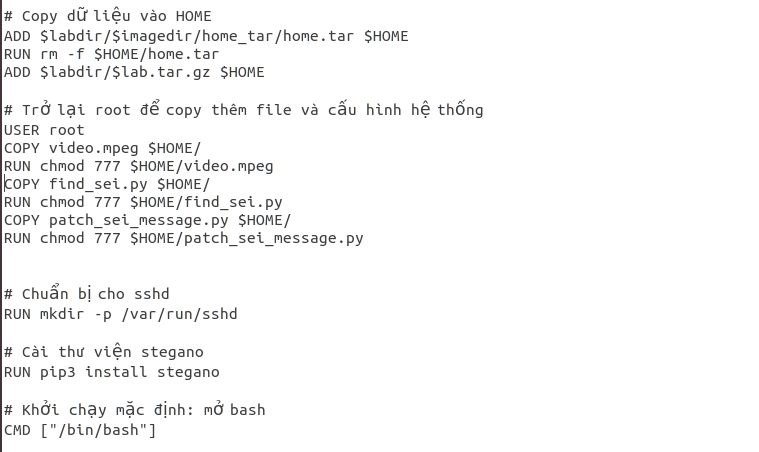 # Copy dữ liệu vào HOME
ADD $labdir/$imagedir/home_tar/home.tar $HOME
RUN rm -f $HOME/home.tar
ADD $labdir/$lab.tar.gz $HOME
# Trở lại root để copy thêm file và cấu hình hệ thống
USER root
COPY video.mpeg $HOME/
RUN chmod 777 $HOME/video.mpeg
COPY find_sei.py $HOME/
RUN chmod 777 $HOME/find_sei.py
COPY patch_sei_message.py $HOME/
RUN chmod 777 $HOME/patch_sei_message.py
# Chuẩn bị cho sshd
RUN mkdir -p /var/run/sshd
# Cài thư viện stegano
RUN pip3 install stegano
# Khởi chạy mặc định: mở bash
CMD ["/bin/bash"]